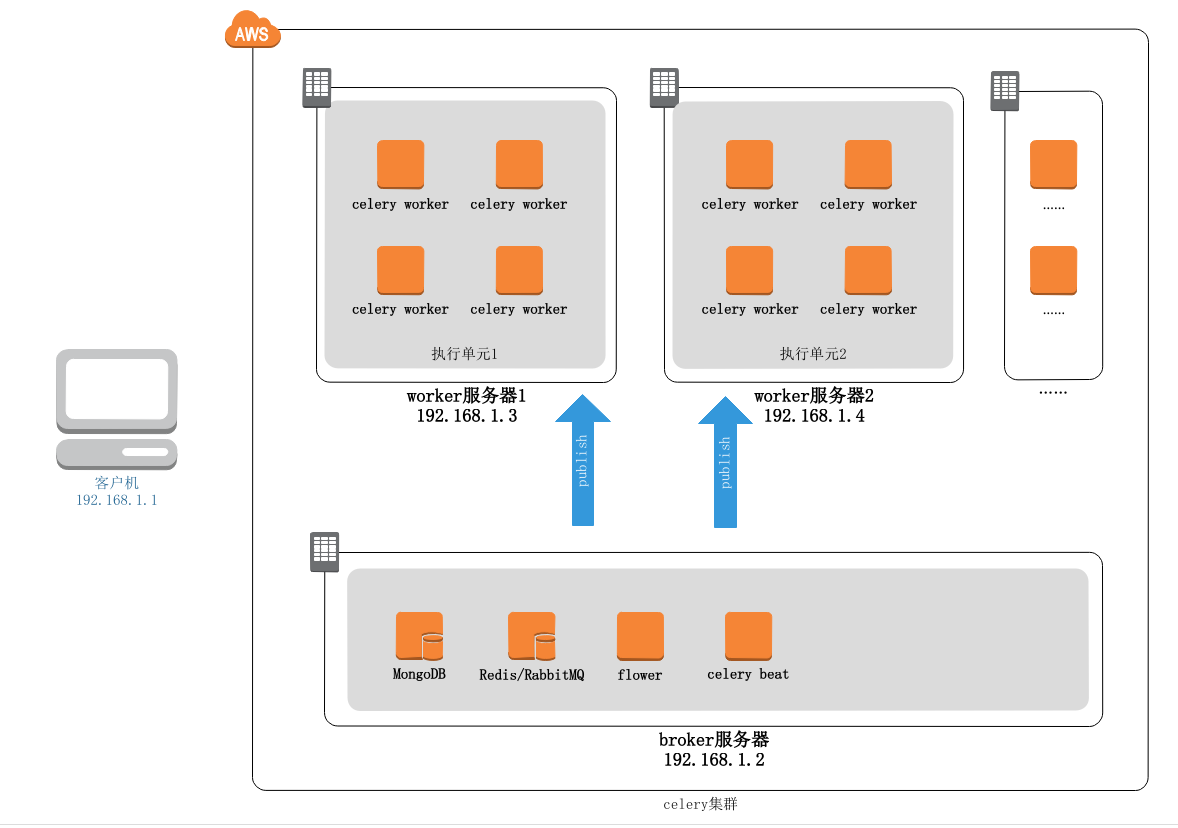 AWS
celery worker
celery worker
celery worker
celery worker
执行单元1
worker服务器1
192.168.1.3
celery worker
celery worker
celery worker
celery worker
执行单元2
worker服务器2
192.168.1.4
......
......
......
客户机
192.168.1.1
publish
publish
MongoDB
Redis/RabbitMQ
flower
celery beat
broker服务器
192.168.1.2
celery集群